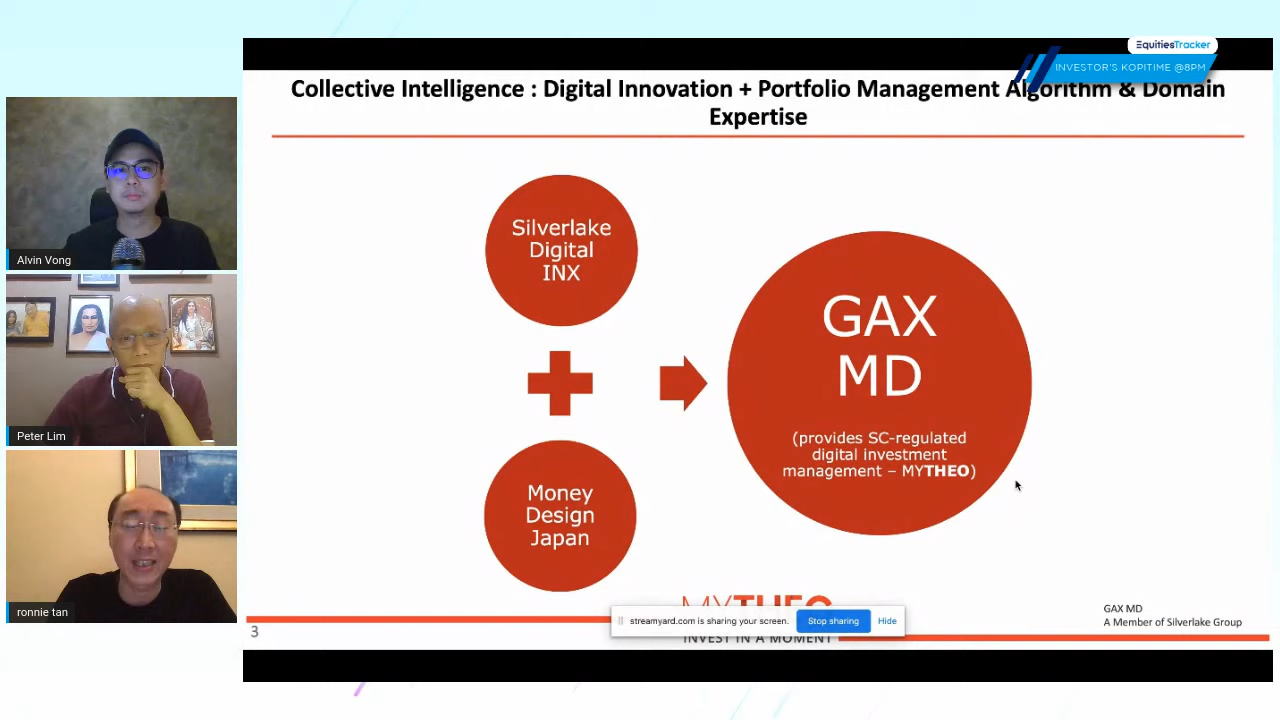 EquitiesTracker
INVESTOR'S KOPITIME @8PM
Collective Intelligence : Digital Innovation + Portfolio Management Algorithm & Domain
Expertise
Alvin Vong
Peter Lim
ronnie tan
Silverlake
Digital
INX
Money
Design
Japan
GAX
MD
(provides SC-regulated
digital investment
management – MYTHEO)
MYTHEO
INVEST IN A MOMENT
streamyard.com is sharing your screen. Stop sharing Hide
3
GAX MD
A Member of Silverlake Group